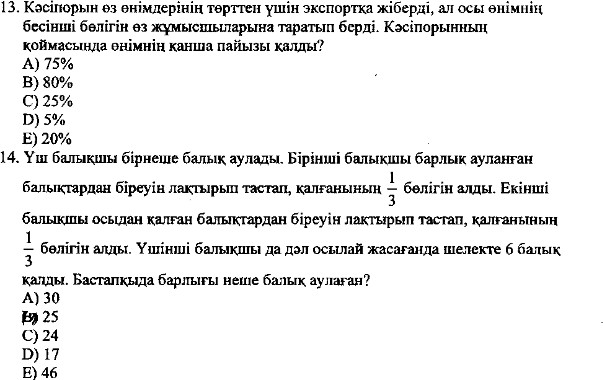 13. Кәсіпорын өз өнімдерінің төрттен үшін экспортқа жіберді, ал осы өнімнің
бесінші бөлігін өз жұмысшыларына таратып берді. Кәсіпорынның
қоймасында өнімнің қанша пайызы қалды?
A) 75%
B) 80%
C) 25%
D) 5%
E) 20%
14. Үш балықшы бірнеше балық аулады. Бірінші балықшы барлық ауланған
балықтардан біреуін лақтырып тастап, қалғанының 1/3 бөлігін алды. Екінші
балықшы осыдан қалған балықтардан біреуін лақтырып тастап, қалғанының
1/3 бөлігін алды. Үшінші балықшы да дәл осылай жасағанда шелекте 6 балық
қалды. Бастапқыда барлығы неше балық аулаған?
A) 30
B) 25
C) 24
D) 17
E) 46